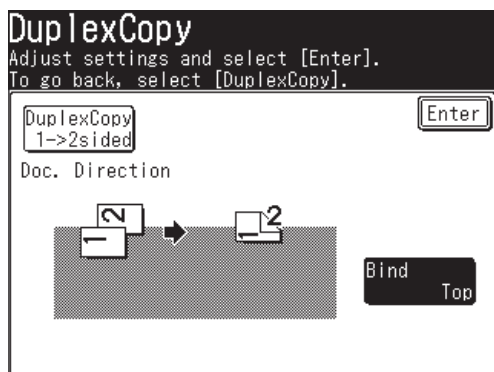 DuplexCopy
Adjust settings and select [Enter].
To go back, select [DuplexCopy].
DuplexCopy
1->2sided
Enter
Doc. Direction
1
2
1
2
Bind
Top